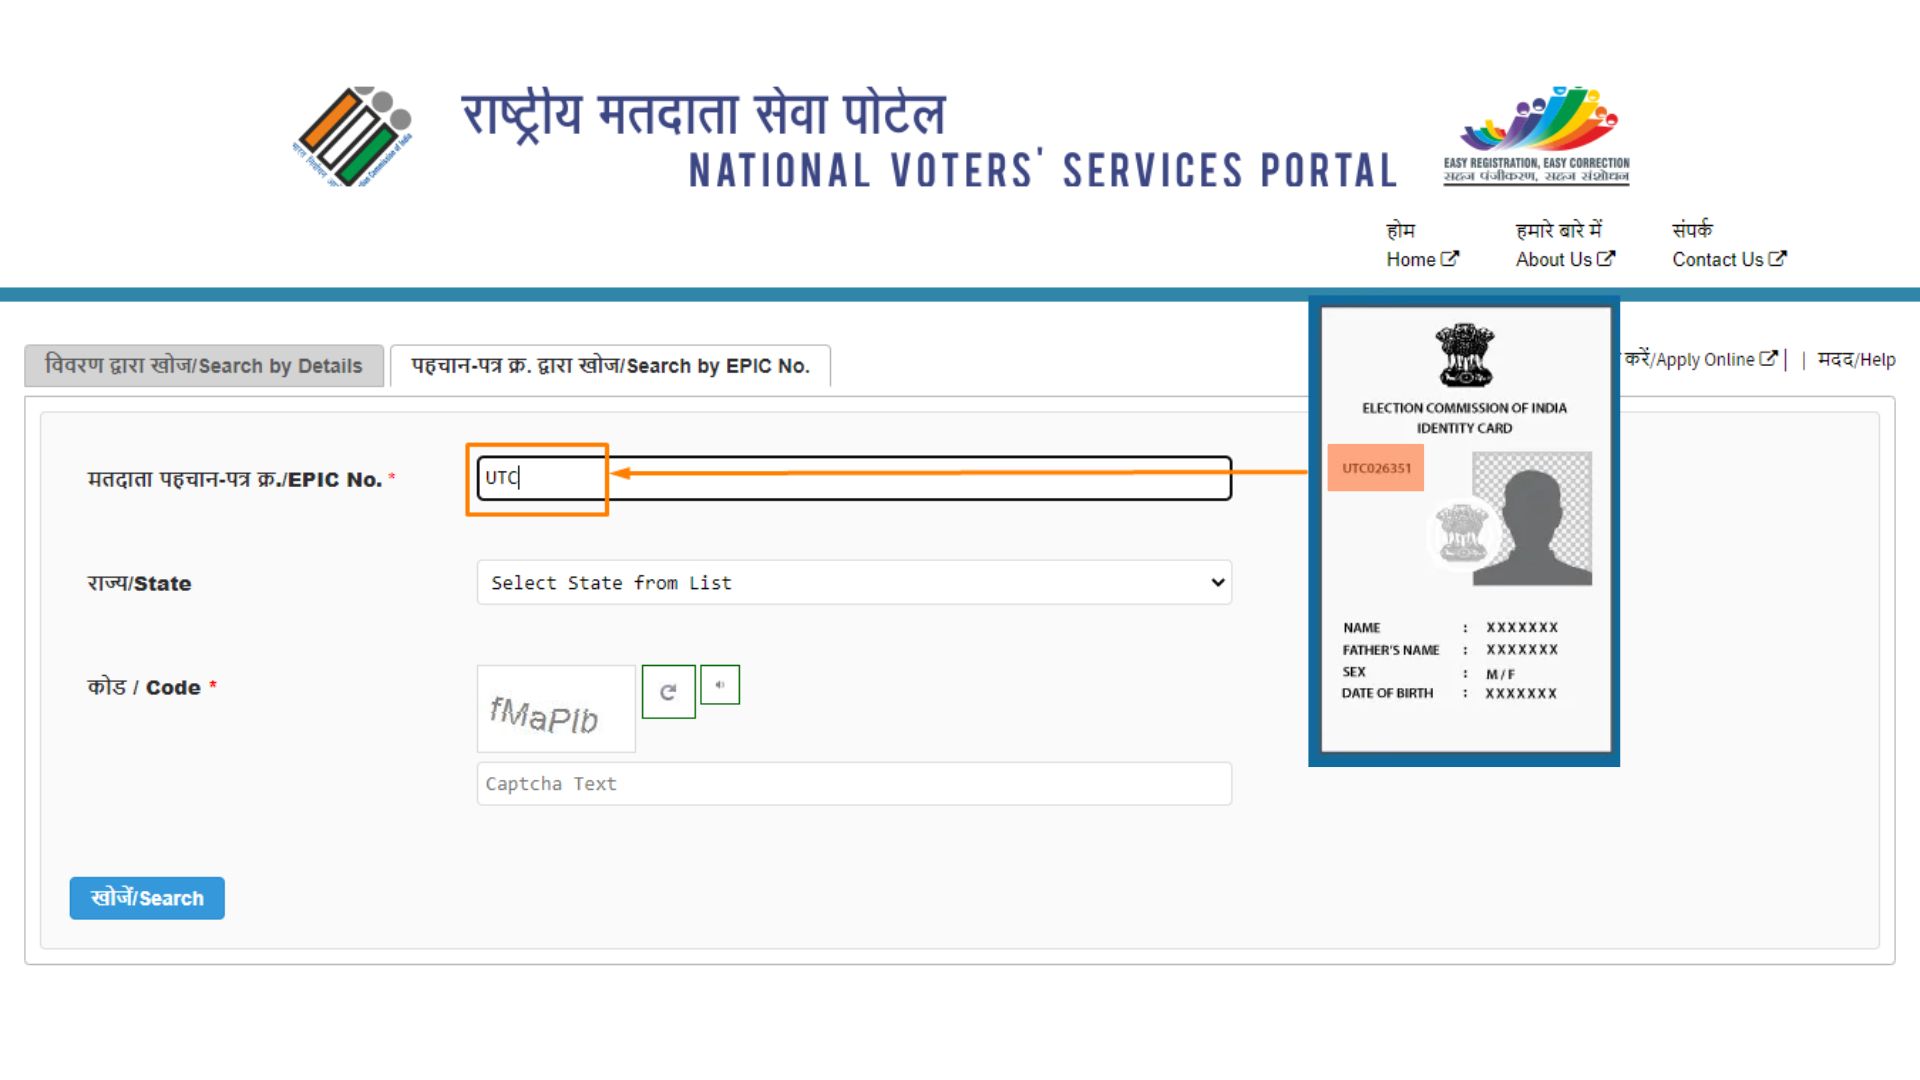 राष्ट्रीय मतदाता सेवा पोर्टल
NATIONAL VOTERS' SERVICES PORTAL
EASY REGISTRATION, EASY CORRECTION
सहज पंजीकरण, सहज संशोधन
होम
Home
हमारे बारे में
About Us
संपर्क
Contact Us
विवरण द्वारा खोज/Search by Details
पहचान-पत्र क्र. द्वारा खोज/Search by EPIC No.
करें/Apply Online | | मदद/Help
मतदाता पहचान-पत्र क्र./EPIC No. *
UTC
राज्य/State
Select State from List
कोड / Code *
fMaPlb
Captcha Text
खोजें/Search
ELECTION COMMISSION OF INDIA
IDENTITY CARD
UTC026351
NAME : XXXXXXX
FATHER'S NAME : XXXXXXX
SEX : M/F
DATE OF BIRTH : XXXXXXX